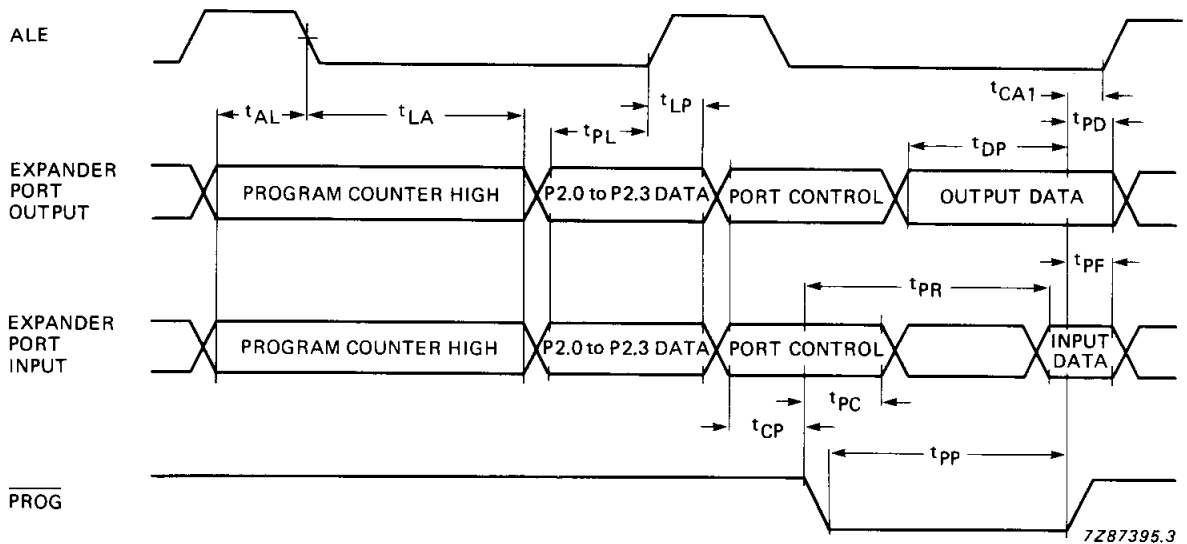 ALE
tCA1
tAL
tLA
tLP
tPD
tPL
tDP
EXPANDER
PORT
OUTPUT
PROGRAM COUNTER HIGH
P2.0 to P2.3 DATA
PORT CONTROL
OUTPUT DATA
tPF
tPR
EXPANDER
PORT
INPUT
PROGRAM COUNTER HIGH
P2.0 to P2.3 DATA
PORT CONTROL
INPUT
DATA
tPC
tCP
tPP
PROG
7Z87395.3